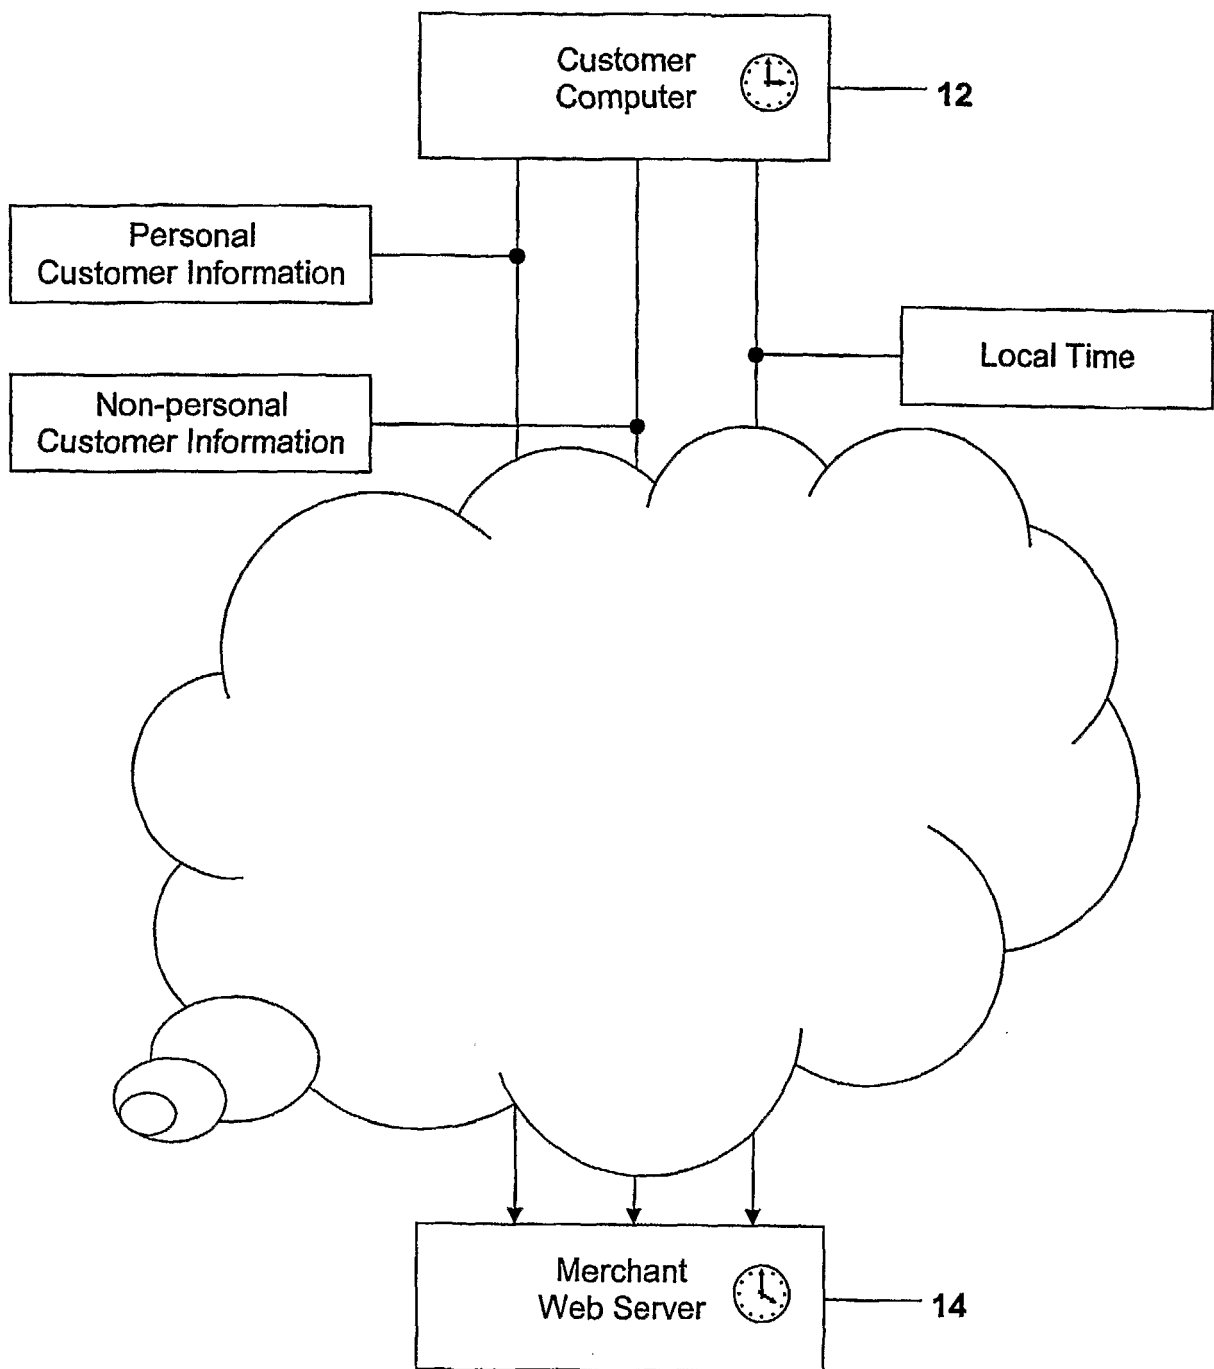 Customer
Computer
12
Personal
Customer Information
Local Time
Non-personal
Customer Information
Merchant
Web Server
14